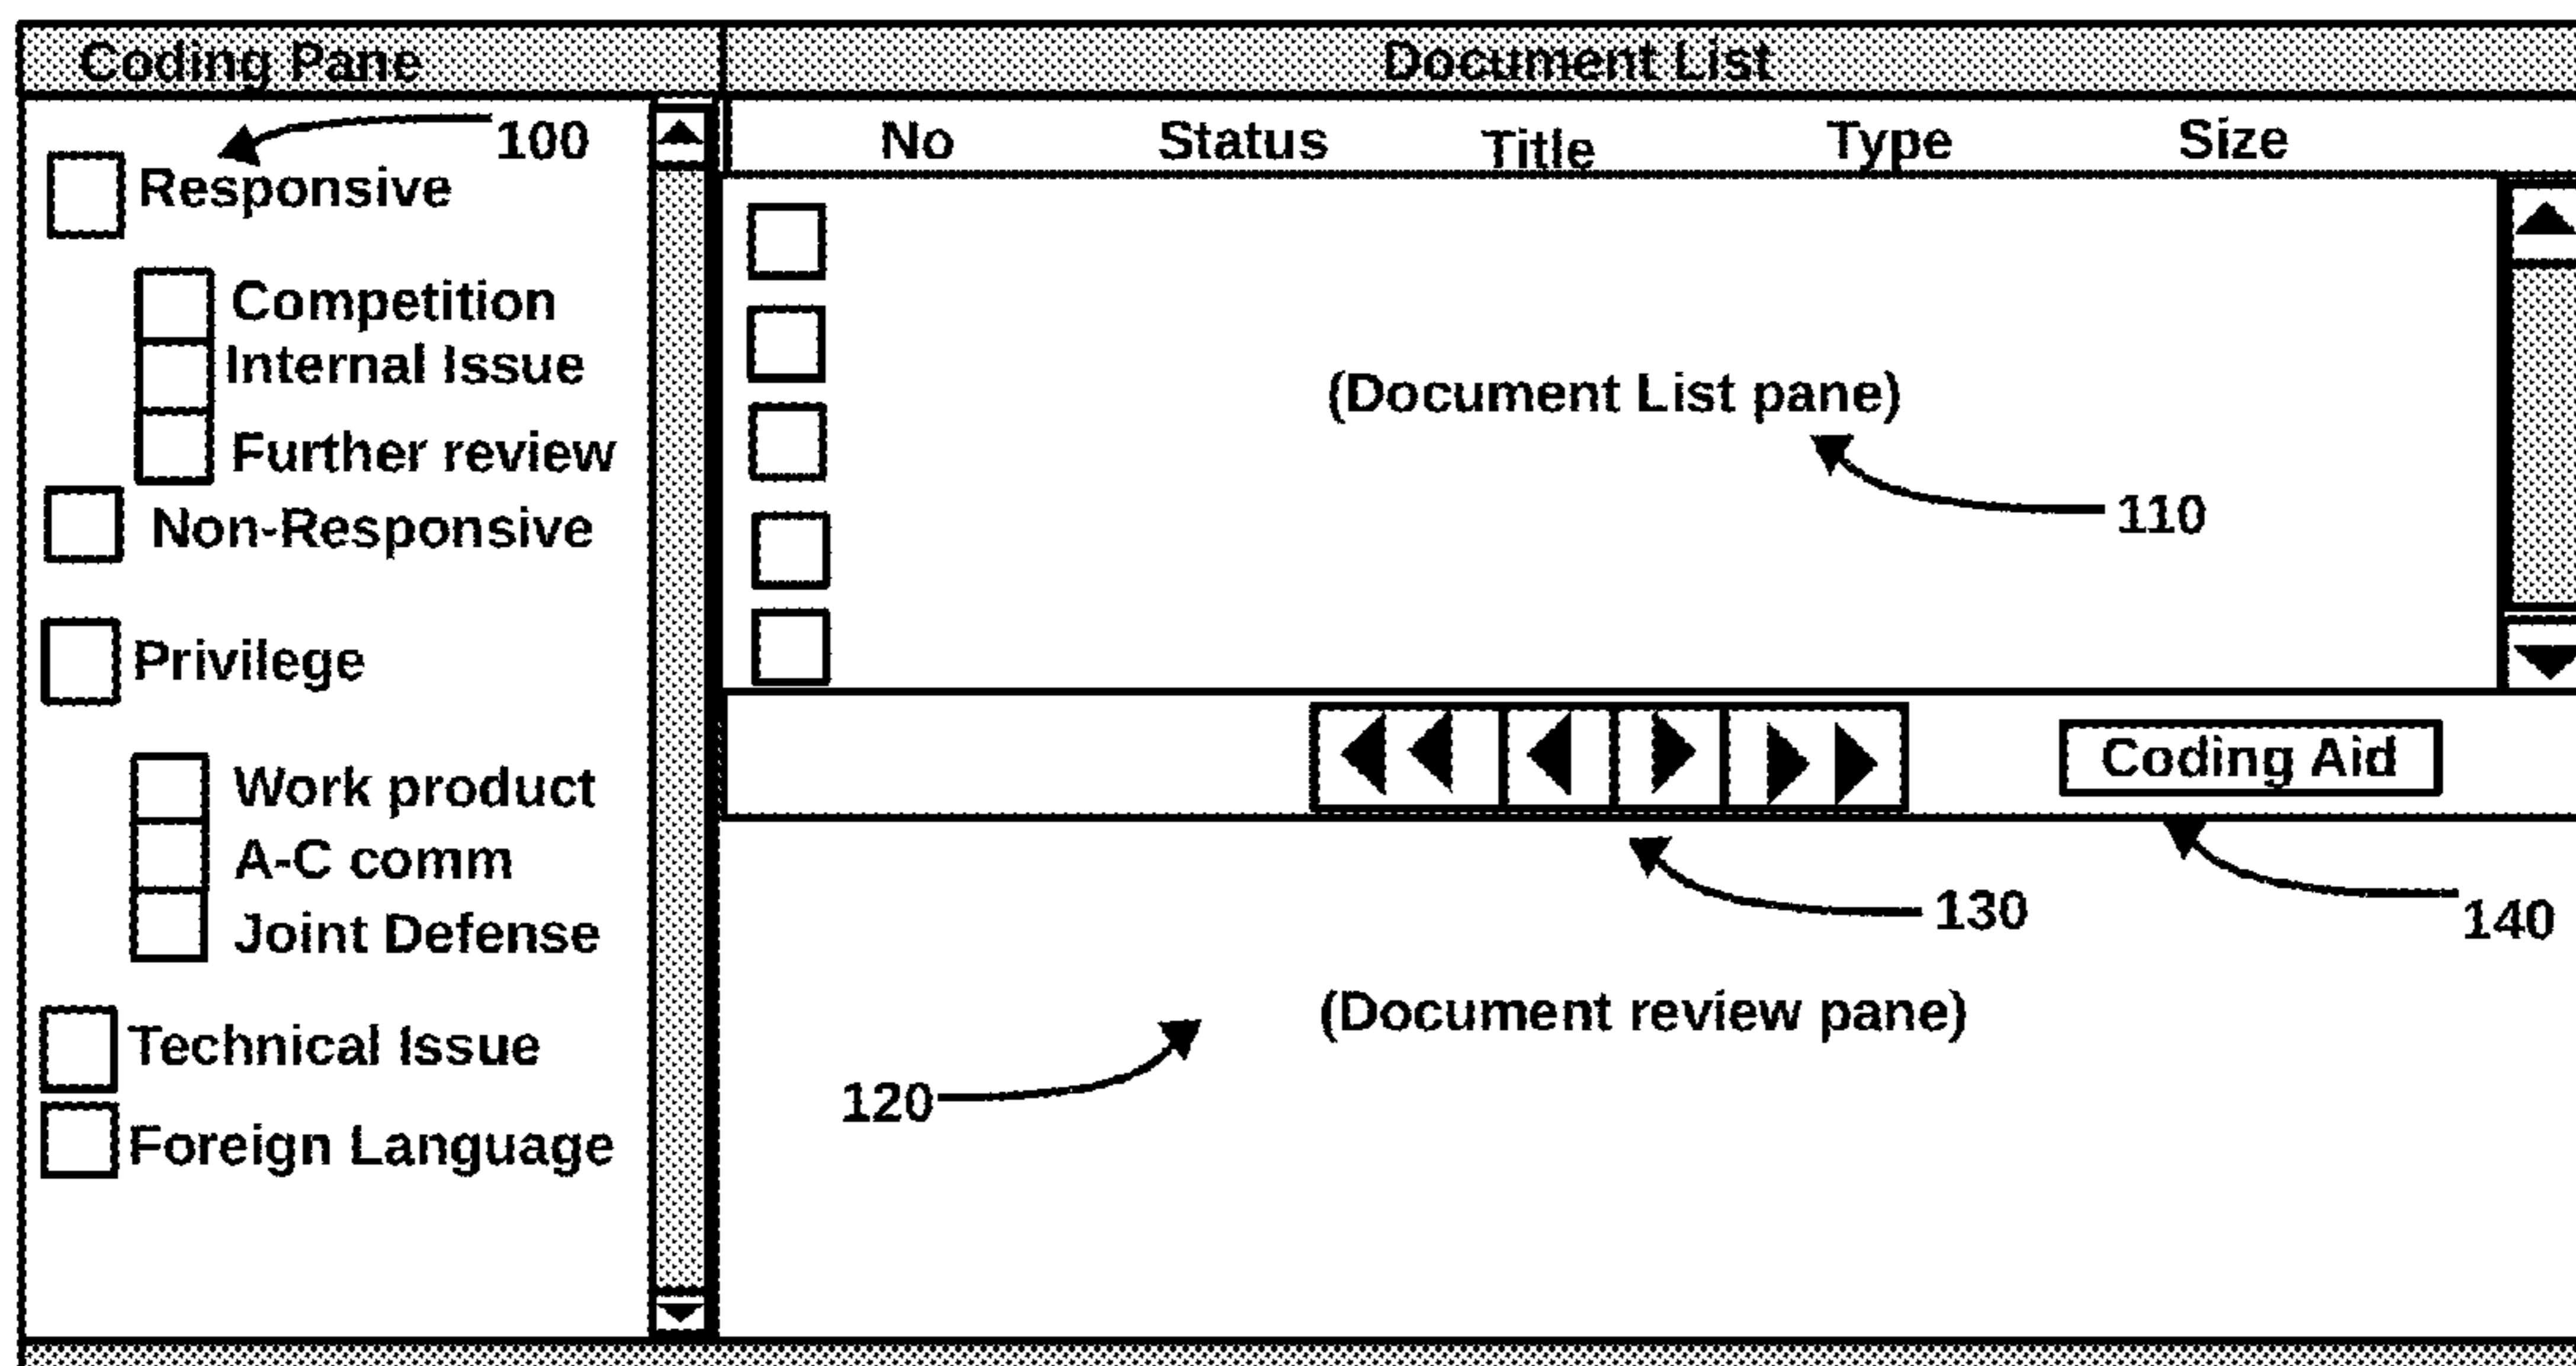 Coding Pane
Document List
100
Responsive
Competition
Internal Issue
Further review
Non-Responsive
Privilege
Work product
A-C comm
Joint Defense
Technical Issue
Foreign Language
No Status Title Type Size
(Document List pane)
110
Coding Aid
130
140
(Document review pane)
120